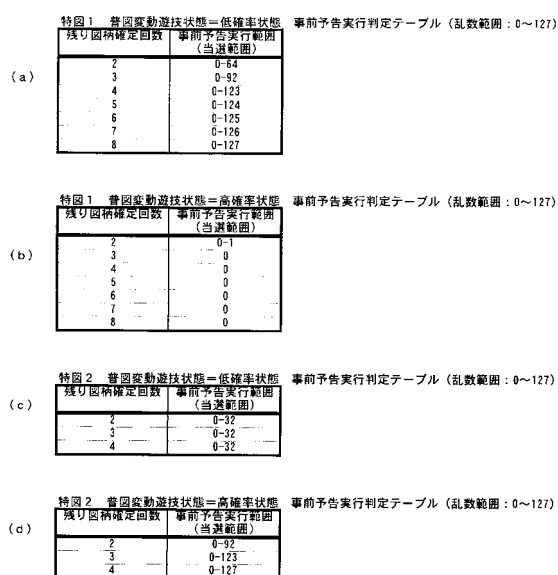 特図1 普図変動遊技状態=低確率状態 事前予告実行判定テーブル (乱数範囲:0~127)
残り図柄確定回数 事前予告実行範囲
(当選範囲)
(a)
2 0-64
3 0-92
4 0-123
5 0-124
6 0-125
7 0-126
8 0-127
特図1 普図変動遊技状態=高確率状態 事前予告実行判定テーブル (乱数範囲:0~127)
残り図柄確定回数 事前予告実行範囲
(当選範囲)
(b)
2 0-1
3 0
4 0
5 0
6 0
7 0
8 0
特図2 普図変動遊技状態=低確率状態 事前予告実行判定テーブル (乱数範囲:0~127)
残り図柄確定回数 事前予告実行範囲
(当選範囲)
(c)
2 0-32
3 0-32
4 0-32
特図2 普図変動遊技状態=高確率状態 事前予告実行判定テーブル (乱数範囲:0~127)
残り図柄確定回数 事前予告実行範囲
(当選範囲)
(d)
2 0-92
3 0-123
4 0-127